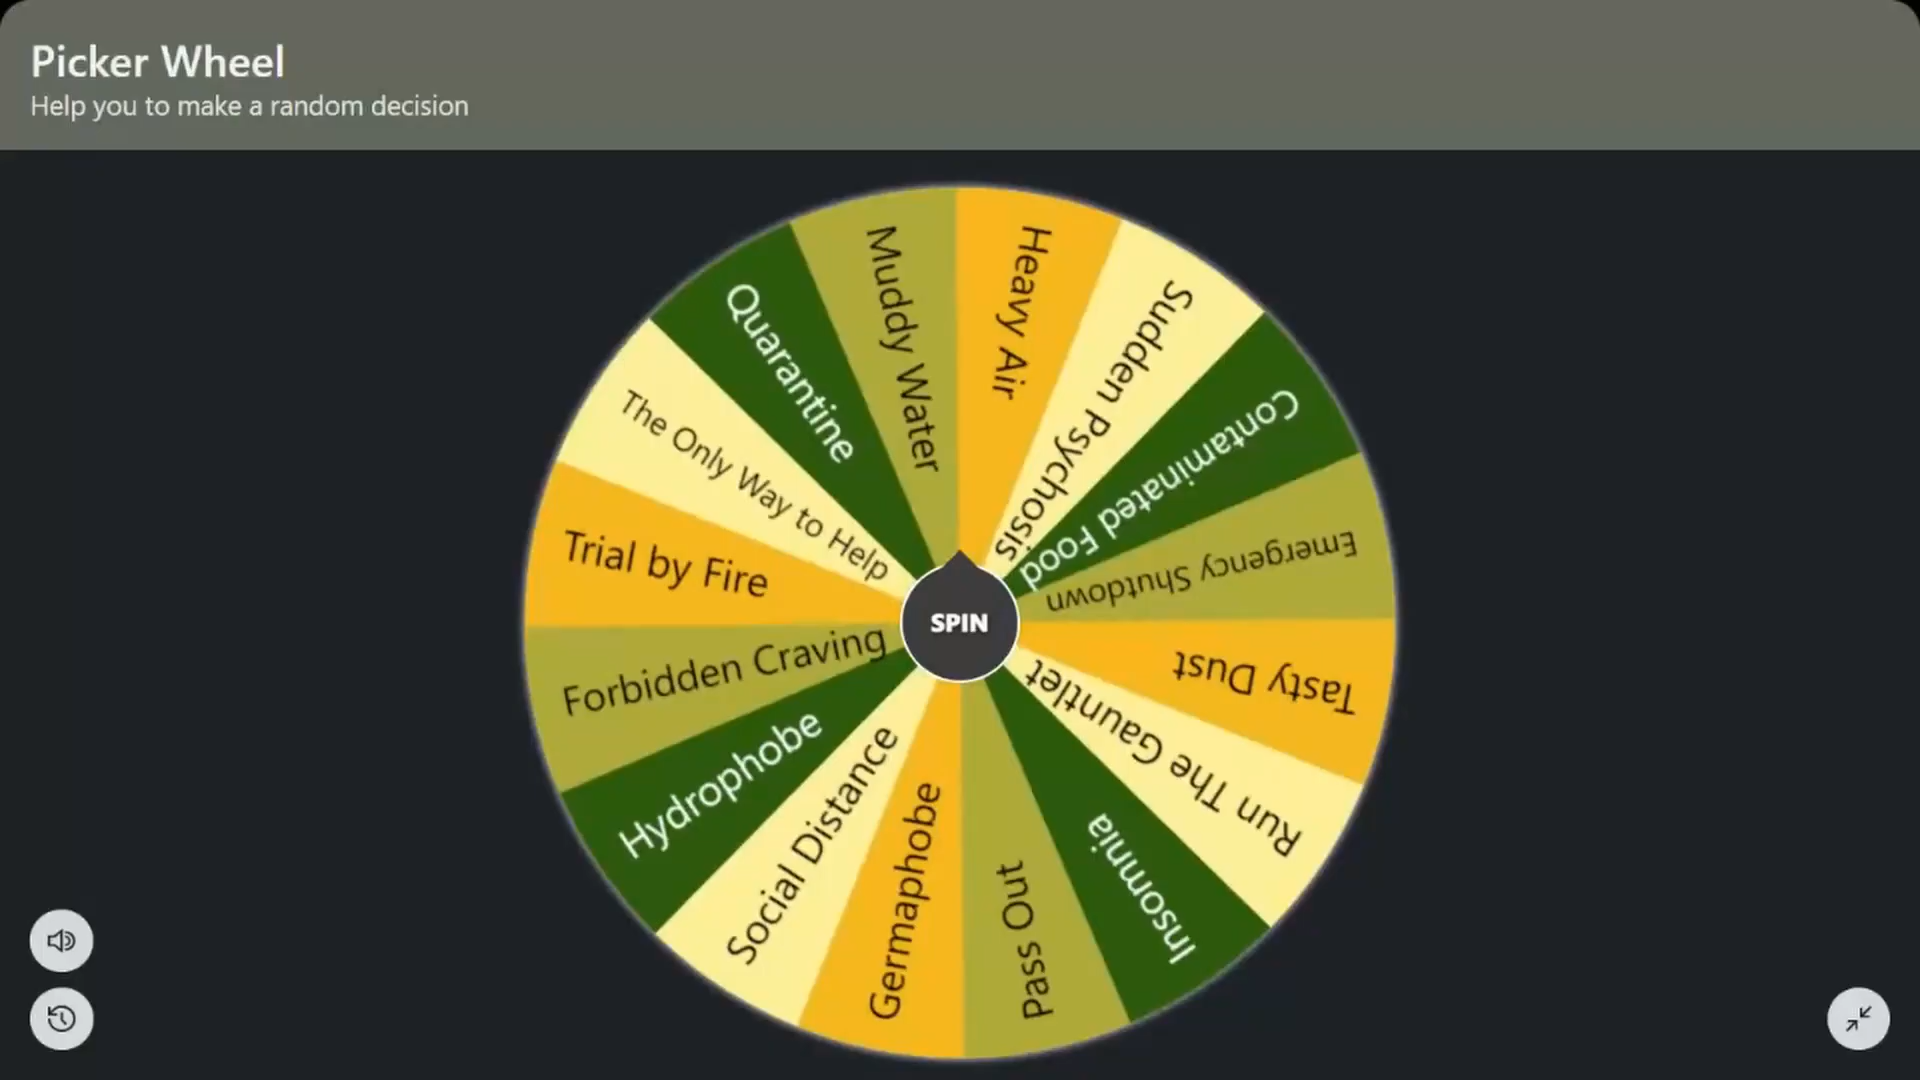 Picker Wheel
Help you to make a random decision
Heavy Air
Sudden Psychosis
Contaminated Food
Emergency Shutdown
Tasty Dust
Run The Gauntlet
Insomnia
Pass Out
Germaphobe
Social Distance
Hydrophobe
Forbidden Craving
Trial by Fire
The Only Way to Help
Quarantine
Muddy Water
SPIN